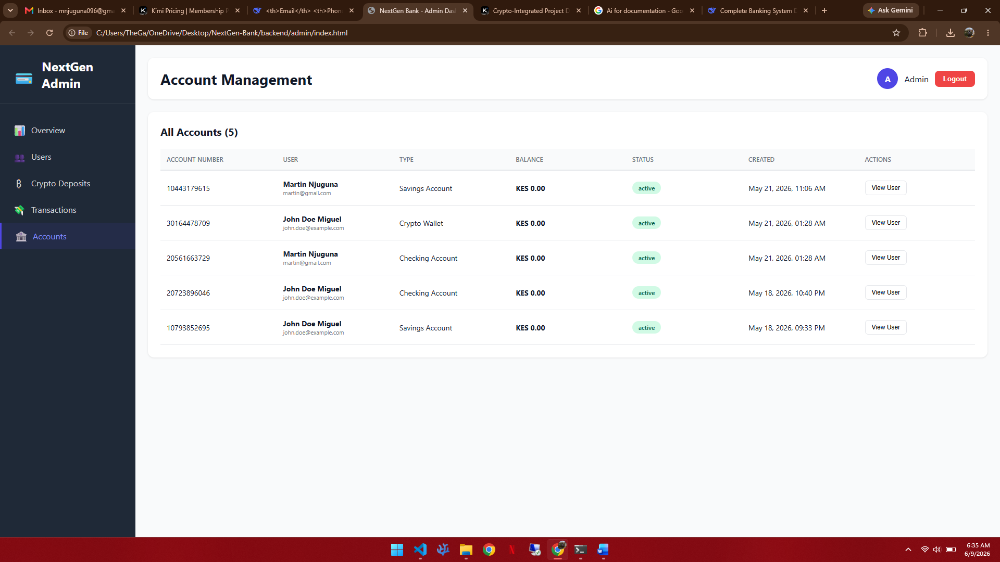 Inbox - mnjuguna096@gma
Kimi Pricing | Membership P
<th>Email</th> <th>Phon
NextGen Bank - Admin Das
Crypto-Integrated Project D
Ai for documentation - Goo
Complete Banking System D
Ask Gemini
File
C:/Users/TheGa/OneDrive/Desktop/NextGen-Bank/backend/admin/index.html
NextGen
Admin
Overview
Users
Crypto Deposits
Transactions
Accounts
Account Management
A
Admin
Logout
All Accounts (5)
ACCOUNT NUMBER USER TYPE BALANCE STATUS CREATED ACTIONS
10443179615 Martin Njuguna martin@gmail.com Savings Account KES 0.00 active May 21, 2026, 11:06 AM View User
30164478709 John Doe Miguel john.doe@example.com Crypto Wallet KES 0.00 active May 21, 2026, 01:28 AM View User
20561663729 Martin Njuguna martin@gmail.com Checking Account KES 0.00 active May 21, 2026, 01:28 AM View User
20723896046 John Doe Miguel john.doe@example.com Checking Account KES 0.00 active May 18, 2026, 10:40 PM View User
10793852695 John Doe Miguel john.doe@example.com Savings Account KES 0.00 active May 18, 2026, 09:33 PM View User
6:35 AM
6/9/2026